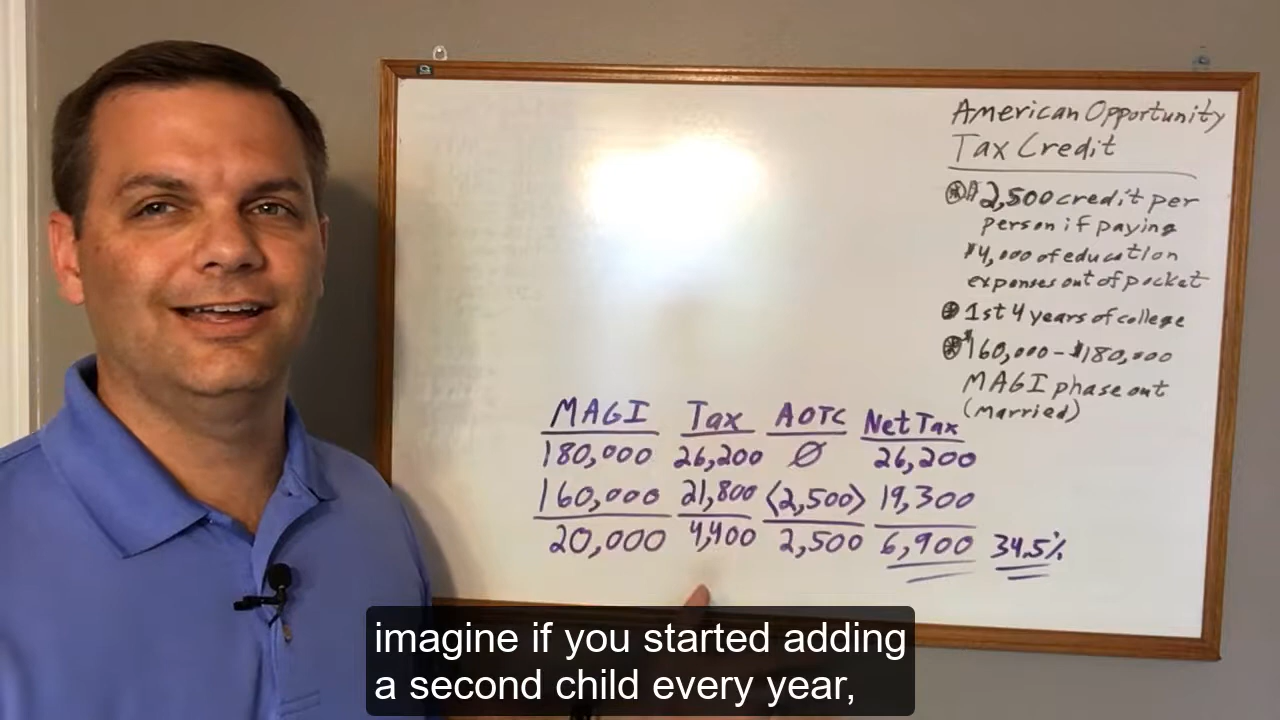 American Opportunity
Tax Credit
$2,500 credit per
person if paying
$4,000 of education
expenses out of pocket
1st 4 years of college
$160,000-$180,000
MAGI phase out
(married)
MAGI Tax AOTC Net Tax
180,000 26,200 Ø 26,200
160,000 21,800 <2,500> 19,300
20,000 4,400 2,500 6,900 34.5%
imagine if you started adding
a second child every year,